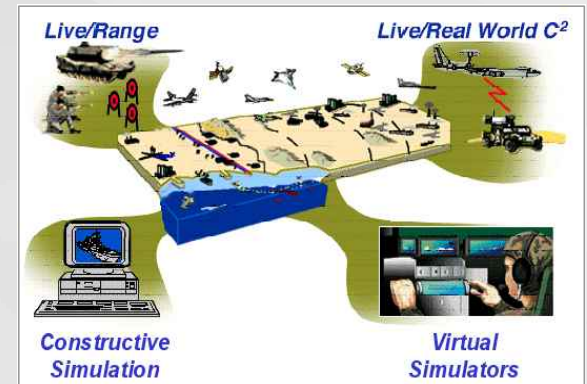 Live/Range
Live/Real World C²
Constructive
Simulation
Virtual
Simulators